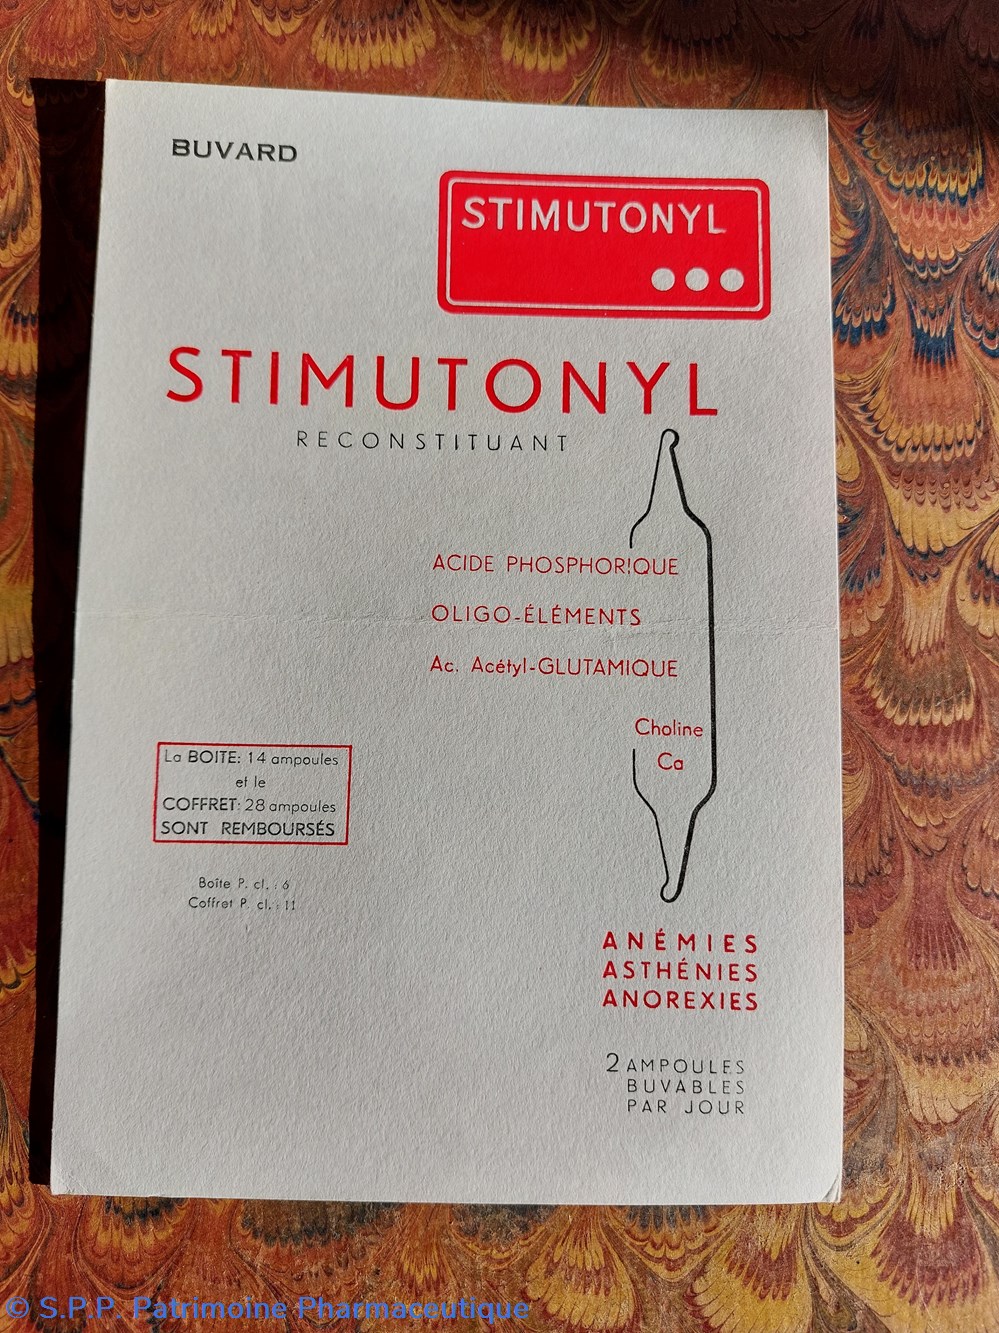 BUVARD
STIMUTONYL
STIMUTONYL
RECONSTITUANT
ACIDE PHOSPHORIQUE
OLIGO-ÉLÉMENTS
Ac. Acétyl-GLUTAMIQUE
Choline
Ca
La BOITE: 14 ampoules
et le
COFFRET: 28 ampoules
SONT REMBOURSÉS
Boîte P. cl. : 6
Coffret P. cl. : 11
ANÉMIES
ASTHÉNIES
ANOREXIES
2 AMPOULES
BUVABLES
PAR JOUR
© S.P.P. Patrimoine Pharmaceutique